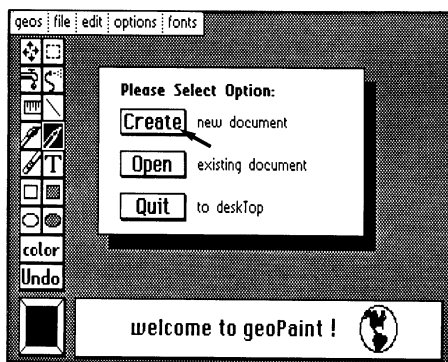 geos file edit options fonts
Please Select Option:
Create new document
Open existing document
Quit to deskTop
T
color
Undo
welcome to geoPaint !